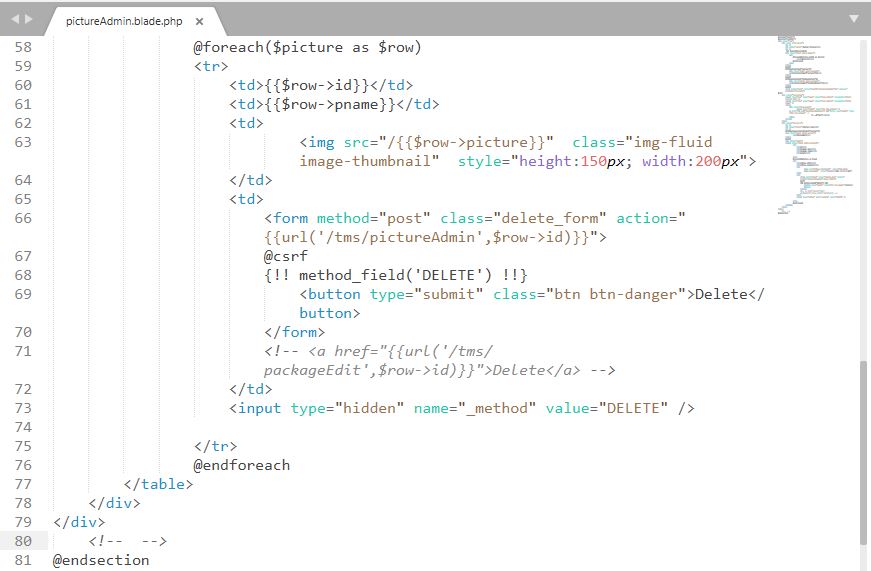 pictureAdmin.blade.php ×
58 @foreach($picture as $row)
59 <tr>
60 <td>{{$row->id}}</td>
61 <td>{{$row->pname}}</td>
62 <td>
63 <img src="/{{$row->picture}}"  class="img-fluid
image-thumbnail"  style="height:150px; width:200px">
64 </td>
65 <td>
66 <form method="post" class="delete_form" action="
{{url('/tms/pictureAdmin',$row->id)}}">
67 @csrf
68 {!! method_field('DELETE') !!}
69 <button type="submit" class="btn btn-danger">Delete</
button>
70 </form>
71 <!-- <a href="{{url('/tms/
packageEdit',$row->id)}}">Delete</a> -->
72 </td>
73 <input type="hidden" name="_method" value="DELETE" />
74
75 </tr>
76 @endforeach
77 </table>
78 </div>
79 </div>
80 <!--  -->
81 @endsection